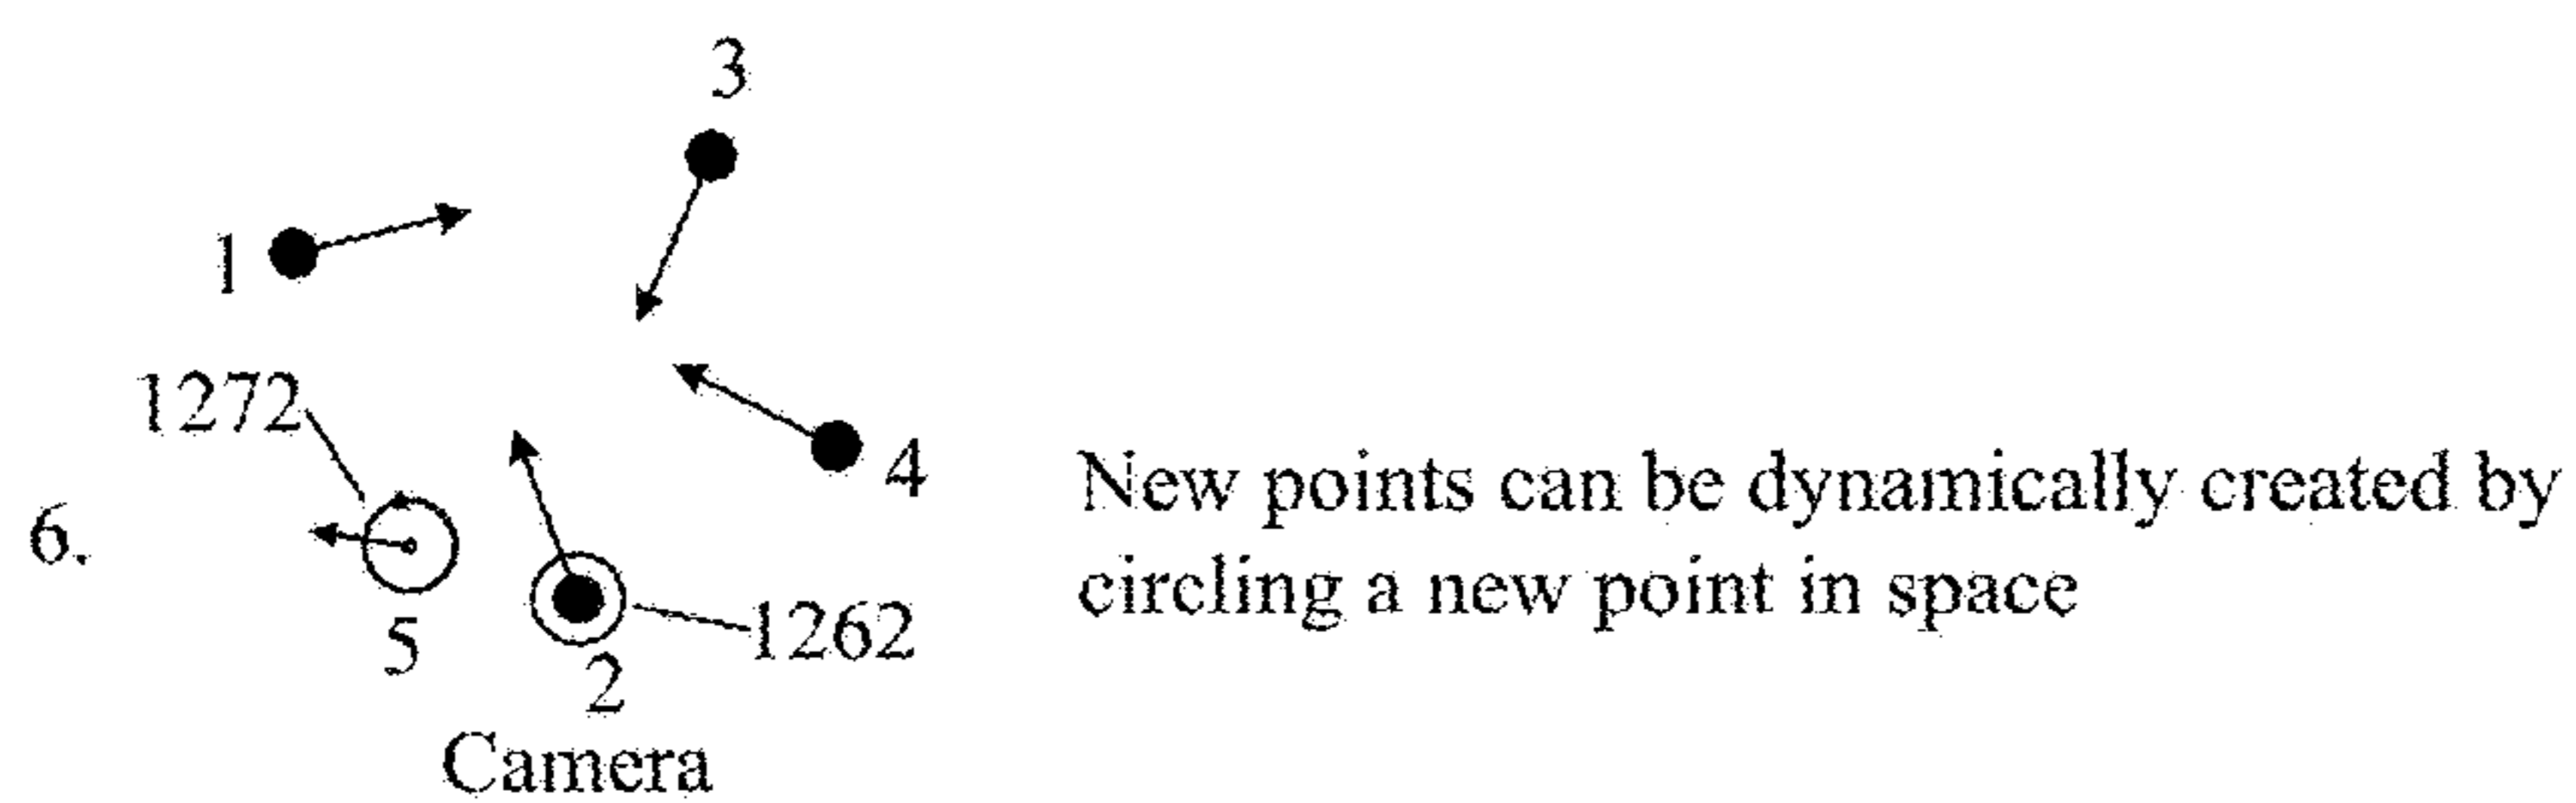 3
1
1272
4
New points can be dynamically created by
6.
circling a new point in space
5
1262
2
Camera